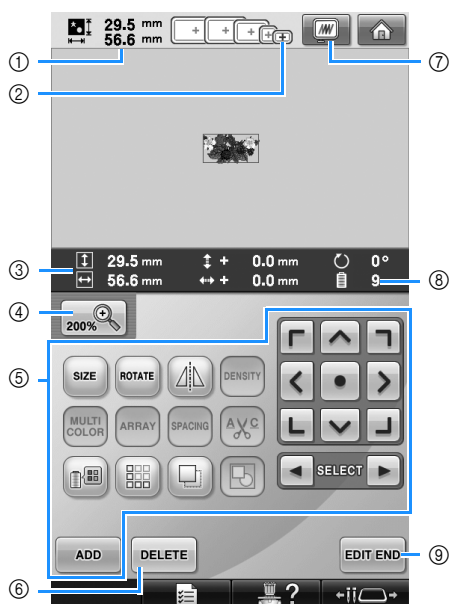 29.5 mm
56.6 mm
①
②
⑦
③
29.5 mm + 0.0 mm 0°
56.6 mm + 0.0 mm 9
⑧
④
200%
⑤
SIZE ROTATE DENSITY
MULTI COLOR ARRAY SPACING A C
SELECT
ADD DELETE EDIT END
⑨
⑥
?